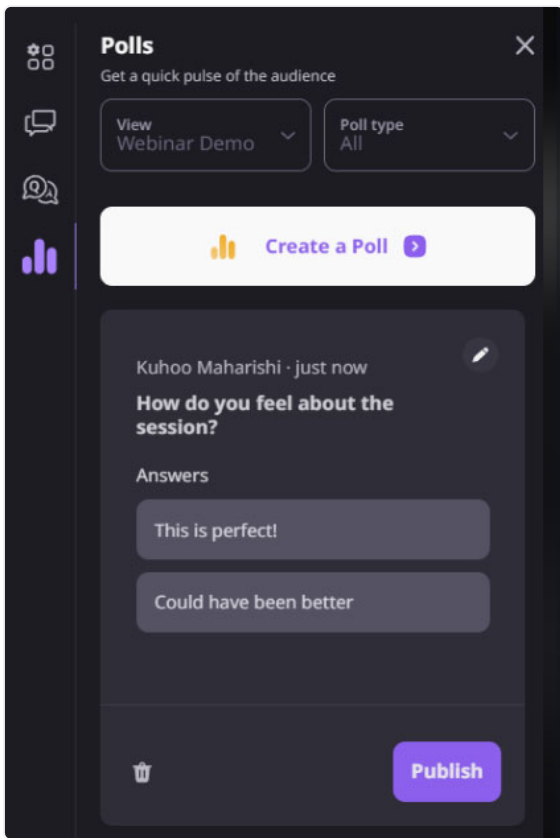 Polls
Get a quick pulse of the audience
View
Webinar Demo
Poll type
All
Q A
Create a Poll
Kuhoo Maharishi · just now
How do you feel about the
session?
Answers
This is perfect!
Could have been better
Publish